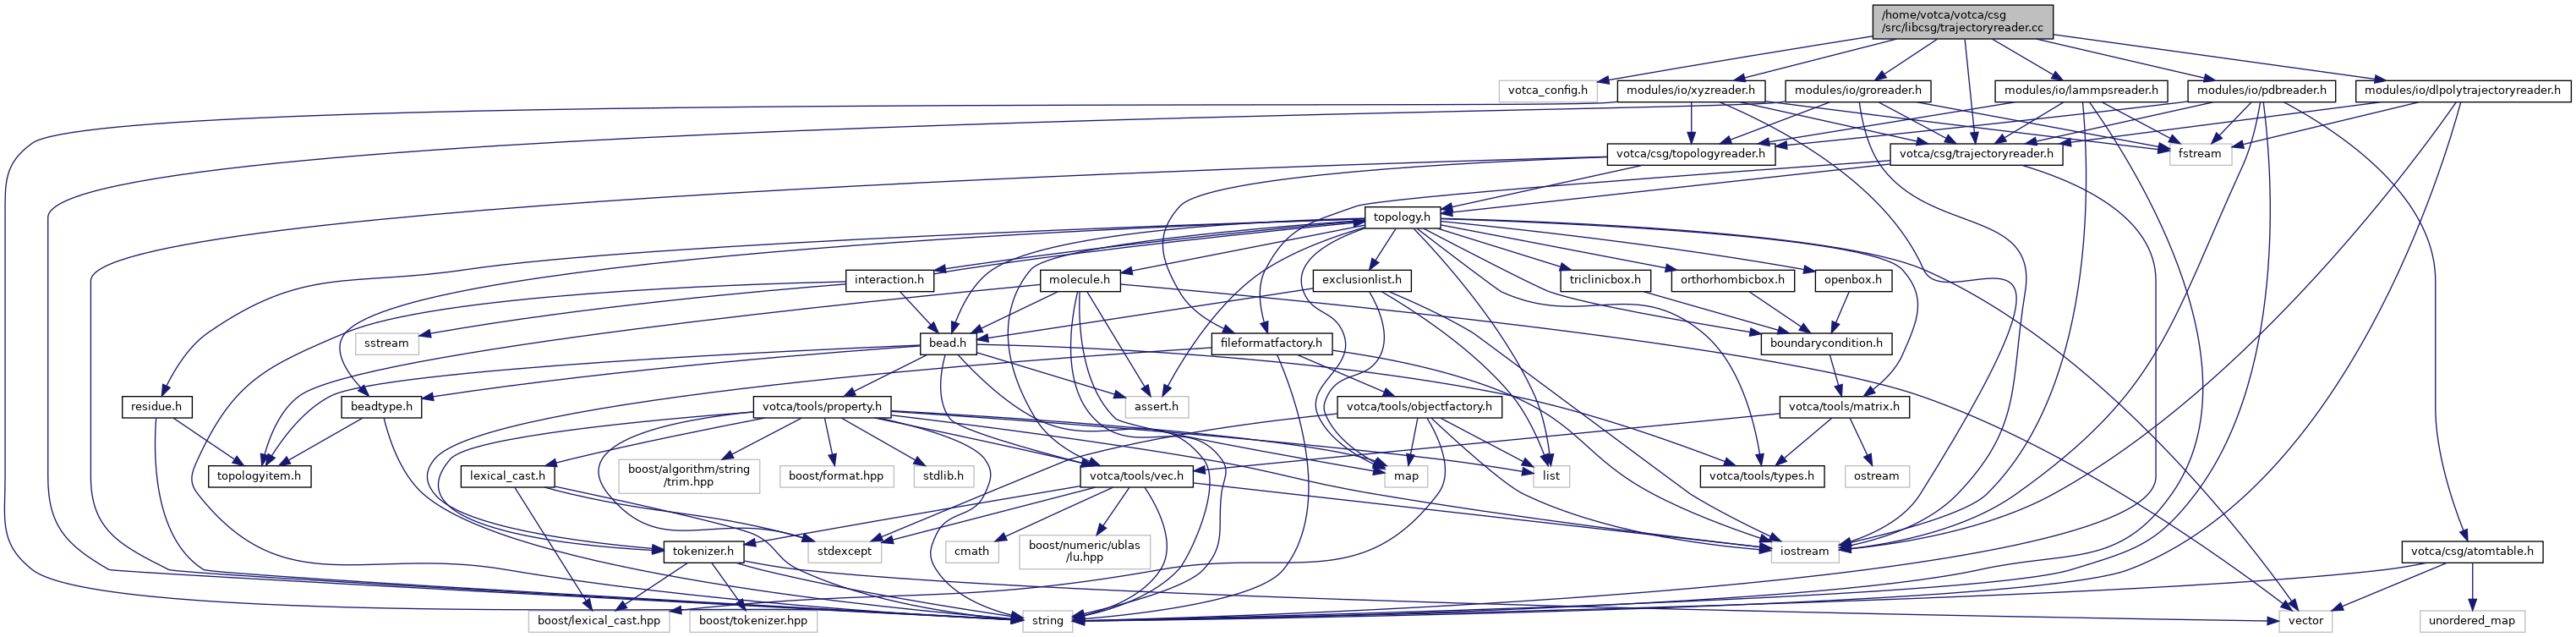 /home/votca/votca/csg
/src/libcsg/trajectoryreader.cc
votca_config.h
modules/io/xyzreader.h
modules/io/groreader.h
modules/io/lammpsreader.h
modules/io/pdbreader.h
modules/io/dlpolytrajectoryreader.h
votca/csg/topologyreader.h
votca/csg/trajectoryreader.h
fstream
topology.h
interaction.h
molecule.h
exclusionlist.h
triclinicbox.h
orthorhombicbox.h
openbox.h
sstream
bead.h
fileformatfactory.h
boundarycondition.h
residue.h
beadtype.h
votca/tools/property.h
assert.h
votca/tools/objectfactory.h
votca/tools/matrix.h
topologyitem.h
lexical_cast.h
boost/algorithm/string
/trim.hpp
boost/format.hpp
stdlib.h
votca/tools/vec.h
map
list
votca/tools/types.h
ostream
tokenizer.h
stdexcept
cmath
boost/numeric/ublas
/lu.hpp
iostream
votca/csg/atomtable.h
boost/lexical_cast.hpp
boost/tokenizer.hpp
string
vector
unordered_map